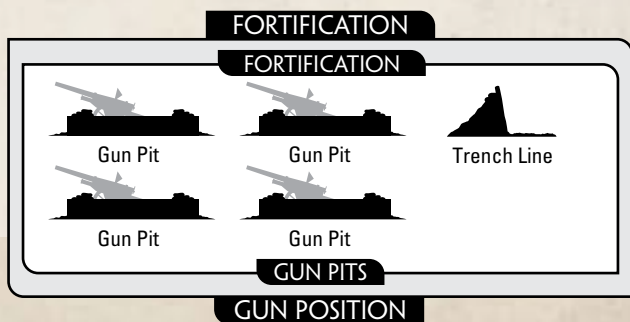 FORTIFICATION
FORTIFICATION
Gun Pit Gun Pit Trench Line
Gun Pit Gun Pit
GUN PITS
GUN POSITION